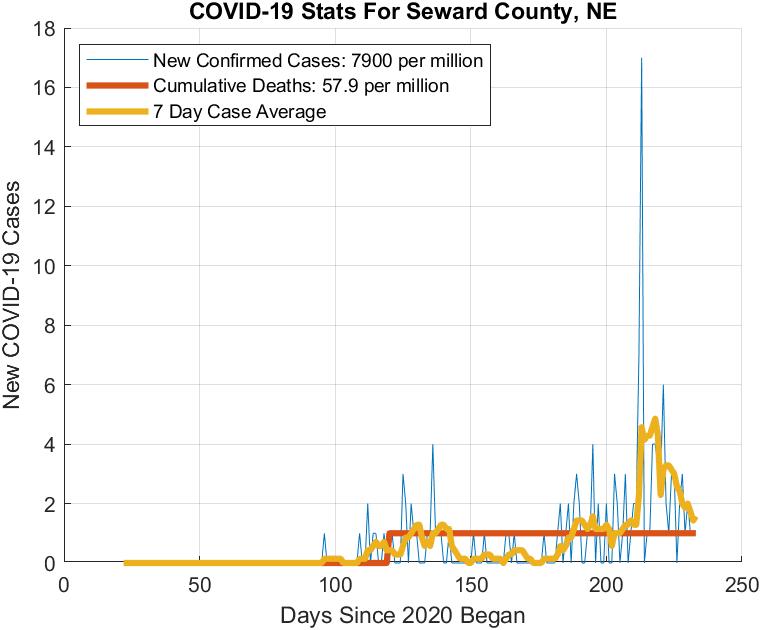 COVID-19 Stats For Seward County, NE
New Confirmed Cases: 7900 per million
Cumulative Deaths: 57.9 per million
7 Day Case Average
New COVID-19 Cases
18
16
14
12
10
8
6
4
2
0
0 50 100 150 200 250
Days Since 2020 Began